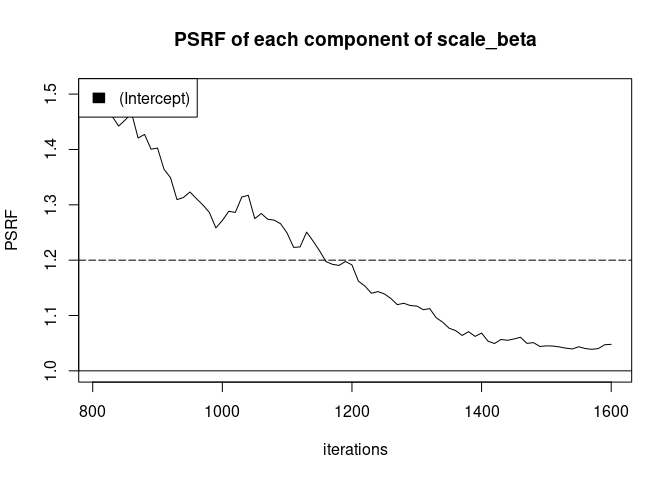 PSRF of each component of scale_beta
(Intercept)
PSRF
1.5
1.4
1.3
1.2
1.1
1.0
800 1000 1200 1400 1600
iterations